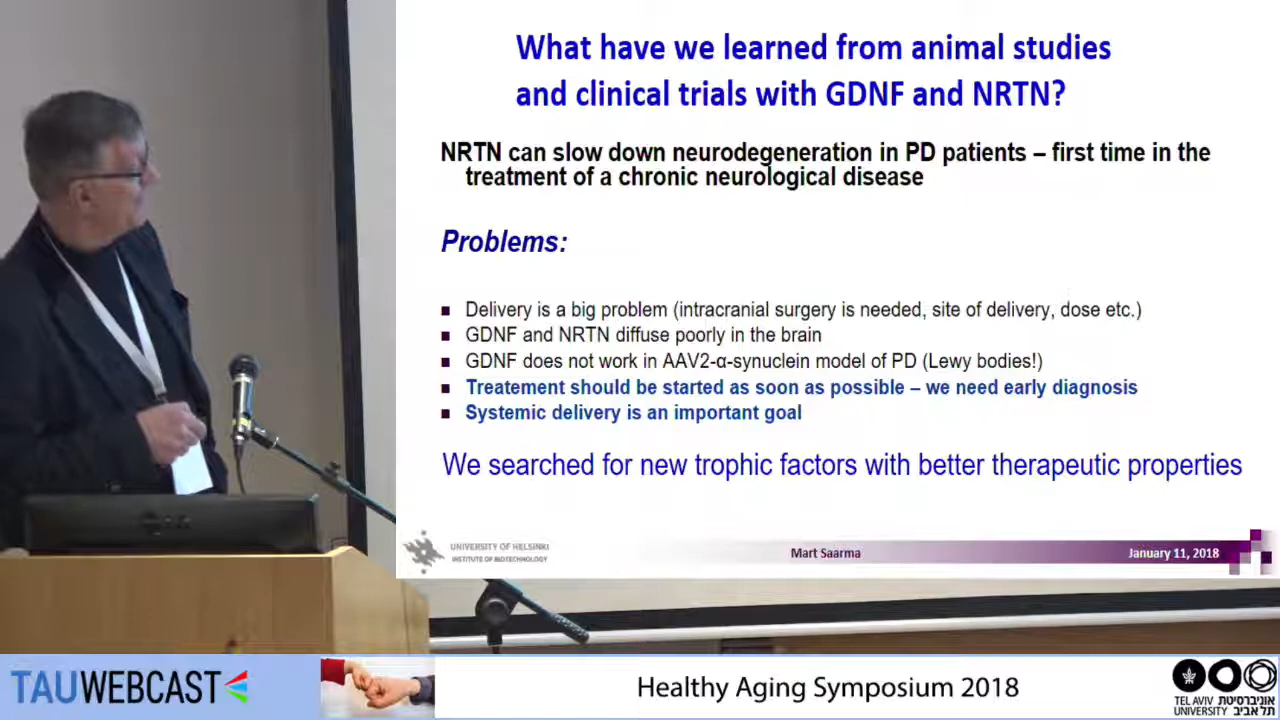 What have we learned from animal studies
and clinical trials with GDNF and NRTN?
NRTN can slow down neurodegeneration in PD patients – first time in the
treatment of a chronic neurological disease
Problems:
Delivery is a big problem (intracranial surgery is needed, site of delivery, dose etc.)
GDNF and NRTN diffuse poorly in the brain
GDNF does not work in AAV2-α-synuclein model of PD (Lewy bodies!)
Treatement should be started as soon as possible – we need early diagnosis
Systemic delivery is an important goal
We searched for new trophic factors with better therapeutic properties
UNIVERSITY OF HELSINKI
INSTITUTE OF BIOTECHNOLOGY
Mart Saarma
January 11, 2018
TAUWEBCAST
Healthy Aging Symposium 2018
TEL AVIV אוניברסיטת
UNIVERSITY תל אביב